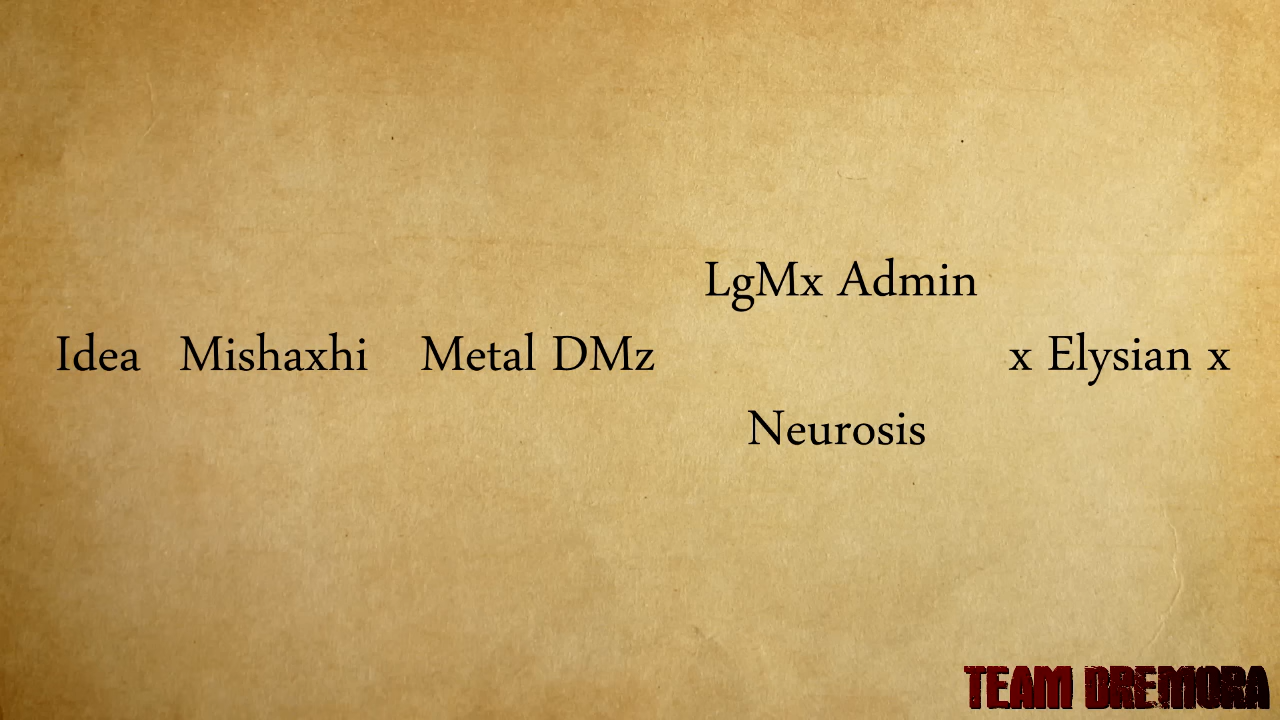 LgMx Admin
Idea Mishaxhi Metal DMz x Elysian x
Neurosis
TEAM DREMORA